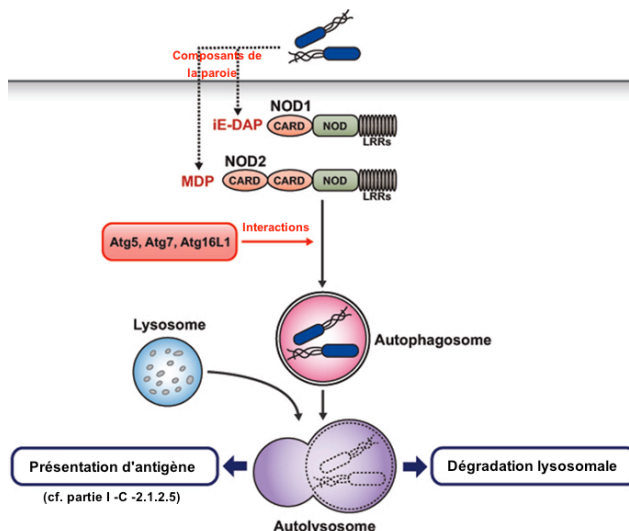 Composants de
la paroie
NOD1
iE-DAP
CARD
NOD
LRRs
NOD2
MDP
CARD
CARD
NOD
LRRs
Interactions
Atg5, Atg7, Atg16L1
Lysosome
Autophagosome
Présentation d'antigène
(cf. partie I -C -2.1.2.5)
Dégradation lysosomale
Autolysosome